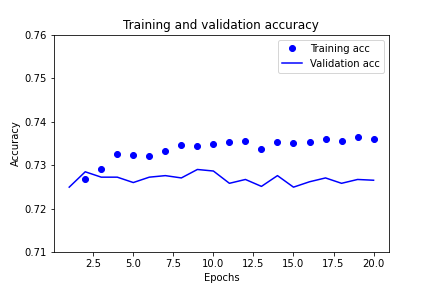 Training and validation accuracy
0.76
0.75
0.74
0.73
0.72
0.71
Accuracy
Training acc
Validation acc
2.5 5.0 7.5 10.0 12.5 15.0 17.5 20.0
Epochs